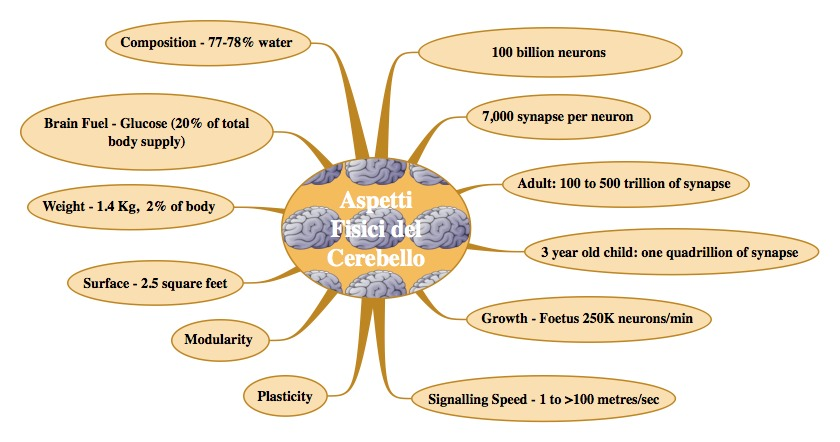 Composition - 77-78% water
100 billion neurons
Brain Fuel - Glucose (20% of total
body supply)
7,000 synapse per neuron
Adult: 100 to 500 trillion of synapse
Weight - 1.4 Kg, 2% of body
Aspetti
Fisici del
Cerebello
3 year old child: one quadrillion of synapse
Surface - 2.5 square feet
Growth - Foetus 250K neurons/min
Modularity
Plasticity
Signalling Speed - 1 to >100 metres/sec